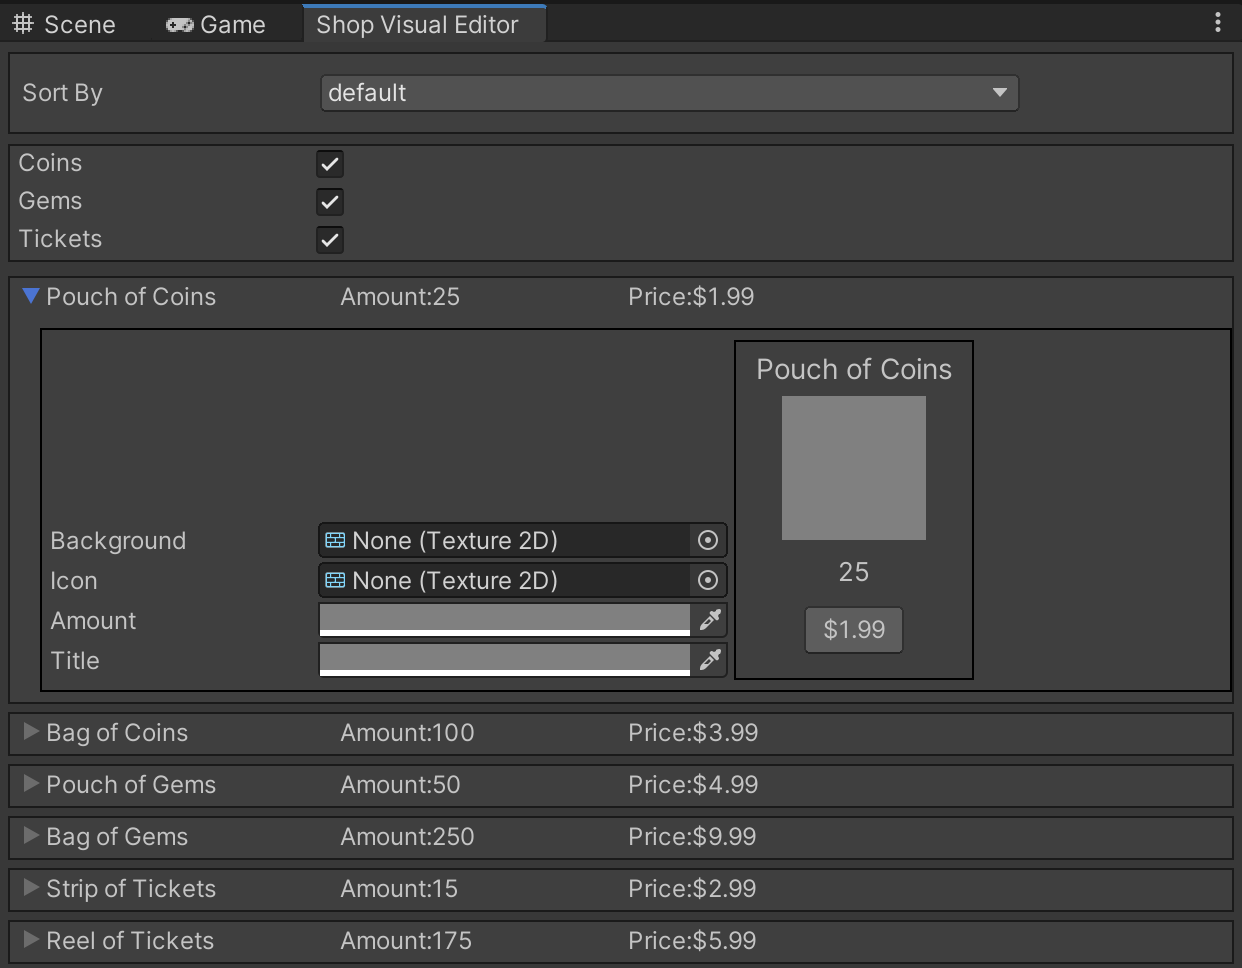 Scene Game Shop Visual Editor
Sort By default
Coins
Gems
Tickets
Pouch of Coins Amount:25 Price:$1.99
Pouch of Coins
25
$1.99
Background None (Texture 2D)
Icon None (Texture 2D)
Amount
Title
Bag of Coins Amount:100 Price:$3.99
Pouch of Gems Amount:50 Price:$4.99
Bag of Gems Amount:250 Price:$9.99
Strip of Tickets Amount:15 Price:$2.99
Reel of Tickets Amount:175 Price:$5.99